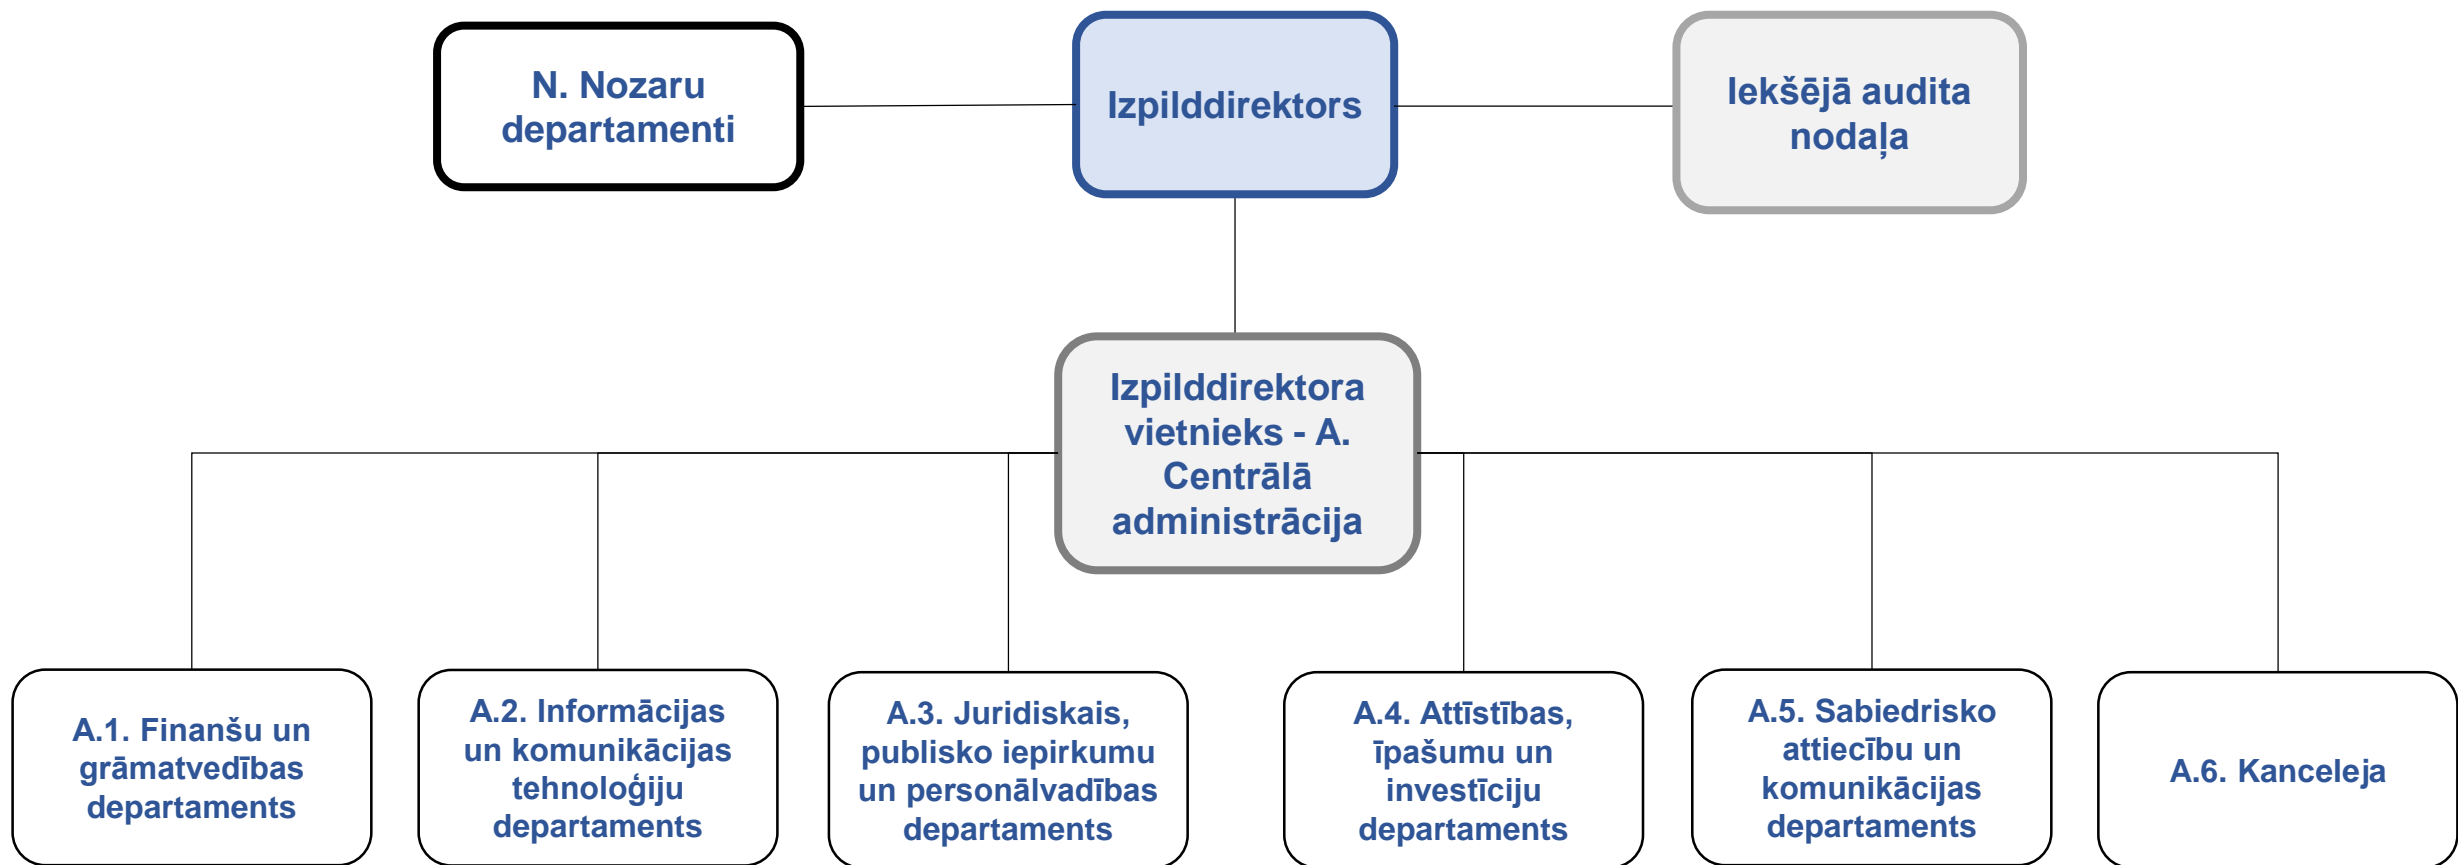 N. Nozaru
departamenti
Izpilddirektors
Iekšējā audita
nodaļa
Izpilddirektora
vietnieks - A.
Centrālā
administrācija
A.1. Finanšu un
grāmatvedības
departaments
A.2. Informācijas
un komunikācijas
tehnoloģiju
departaments
A.3. Juridiskais,
publisko iepirkumu
un personālvadības
departaments
A.4. Attīstības,
īpašumu un
investīciju
departaments
A.5. Sabiedrisko
attiecību un
komunikācijas
departaments
A.6. Kanceleja